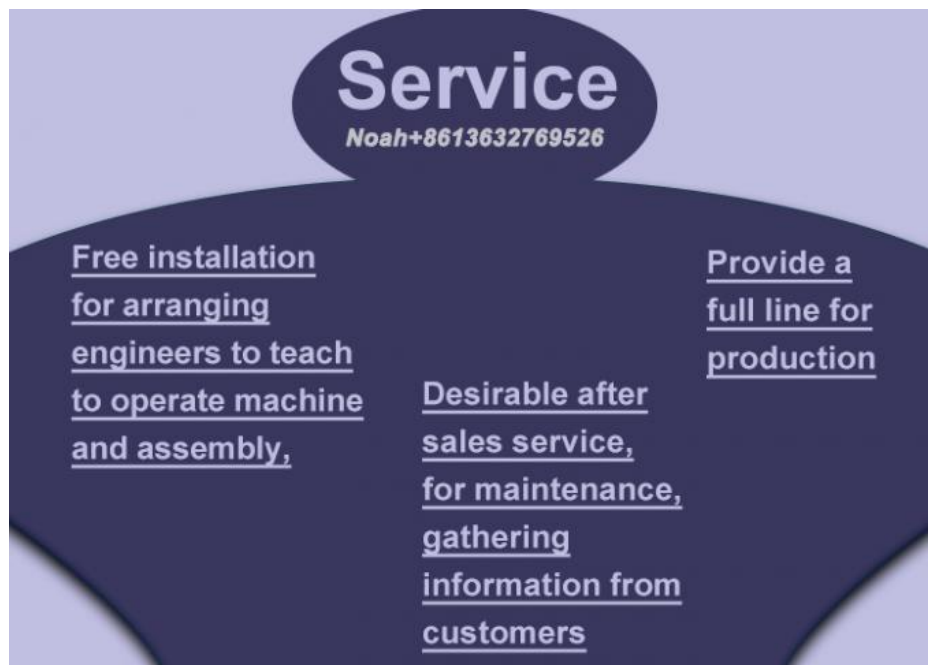 Service
Noah+8613632769526
Free installation
for arranging
engineers to teach
to operate machine
and assembly,
Desirable after
sales service,
for maintenance,
gathering
information from
customers
Provide a
full line for
production